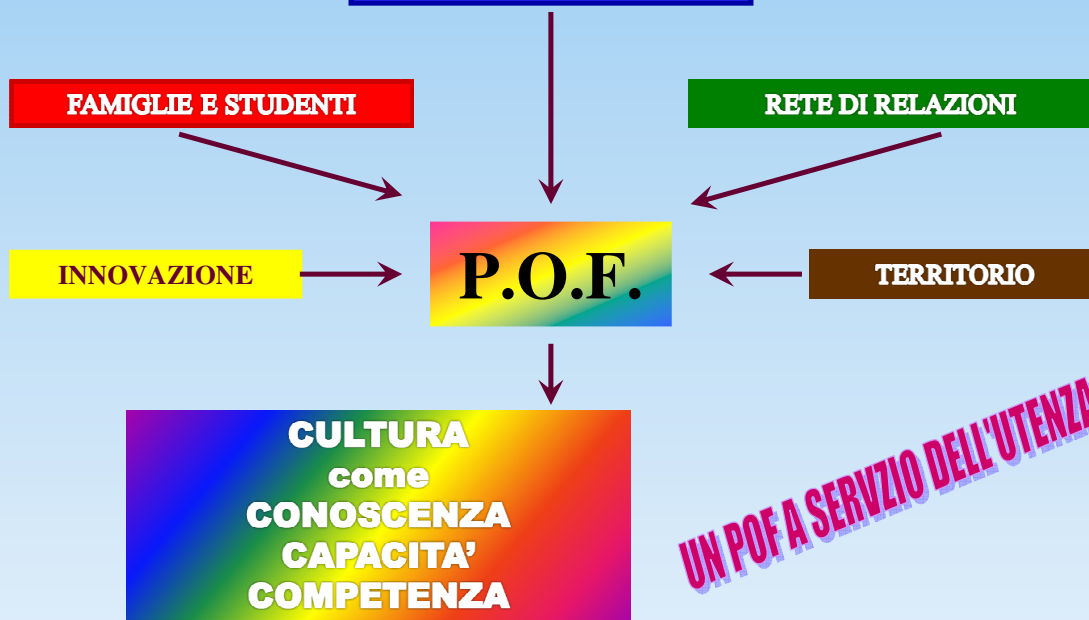 FAMIGLIE E STUDENTI
RETE DI RELAZIONI
INNOVAZIONE
P.O.F.
TERRITORIO
CULTURA
come
CONOSCENZA
CAPACITA’
COMPETENZA
UN POF A SERVZIO DELL'UTENZA